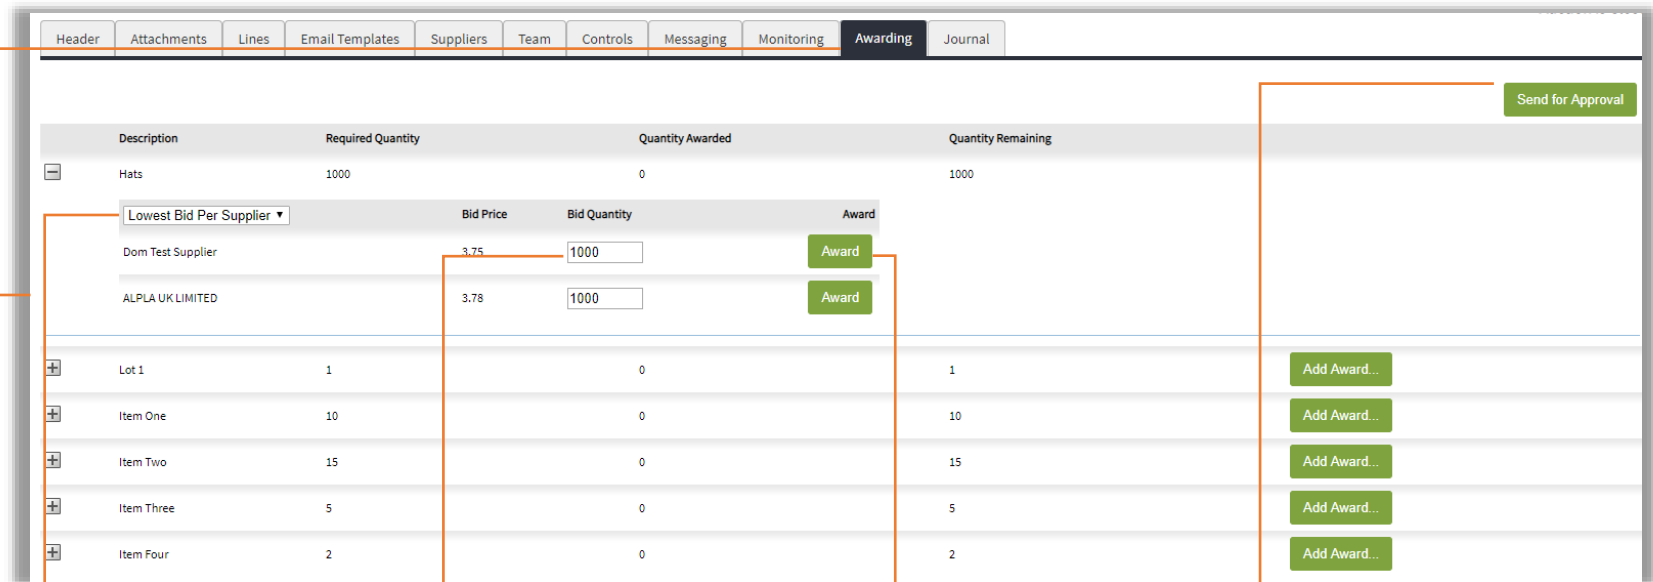 Header Attachments Lines Email Templates Suppliers Team Controls Messaging Monitoring Awarding Journal
Send for Approval
Description Required Quantity Quantity Awarded Quantity Remaining
Hats 1000 0 1000
Lowest Bid Per Supplier Bid Price Bid Quantity Award
Dom Test Supplier 3.75 1000 Award
ALPLA UK LIMITED 3.78 1000 Award
Lot 1 1 0 1 Add Award...
Item One 10 0 10 Add Award...
Item Two 15 0 15 Add Award...
Item Three 5 0 5 Add Award...
Item Four 2 0 2 Add Award...